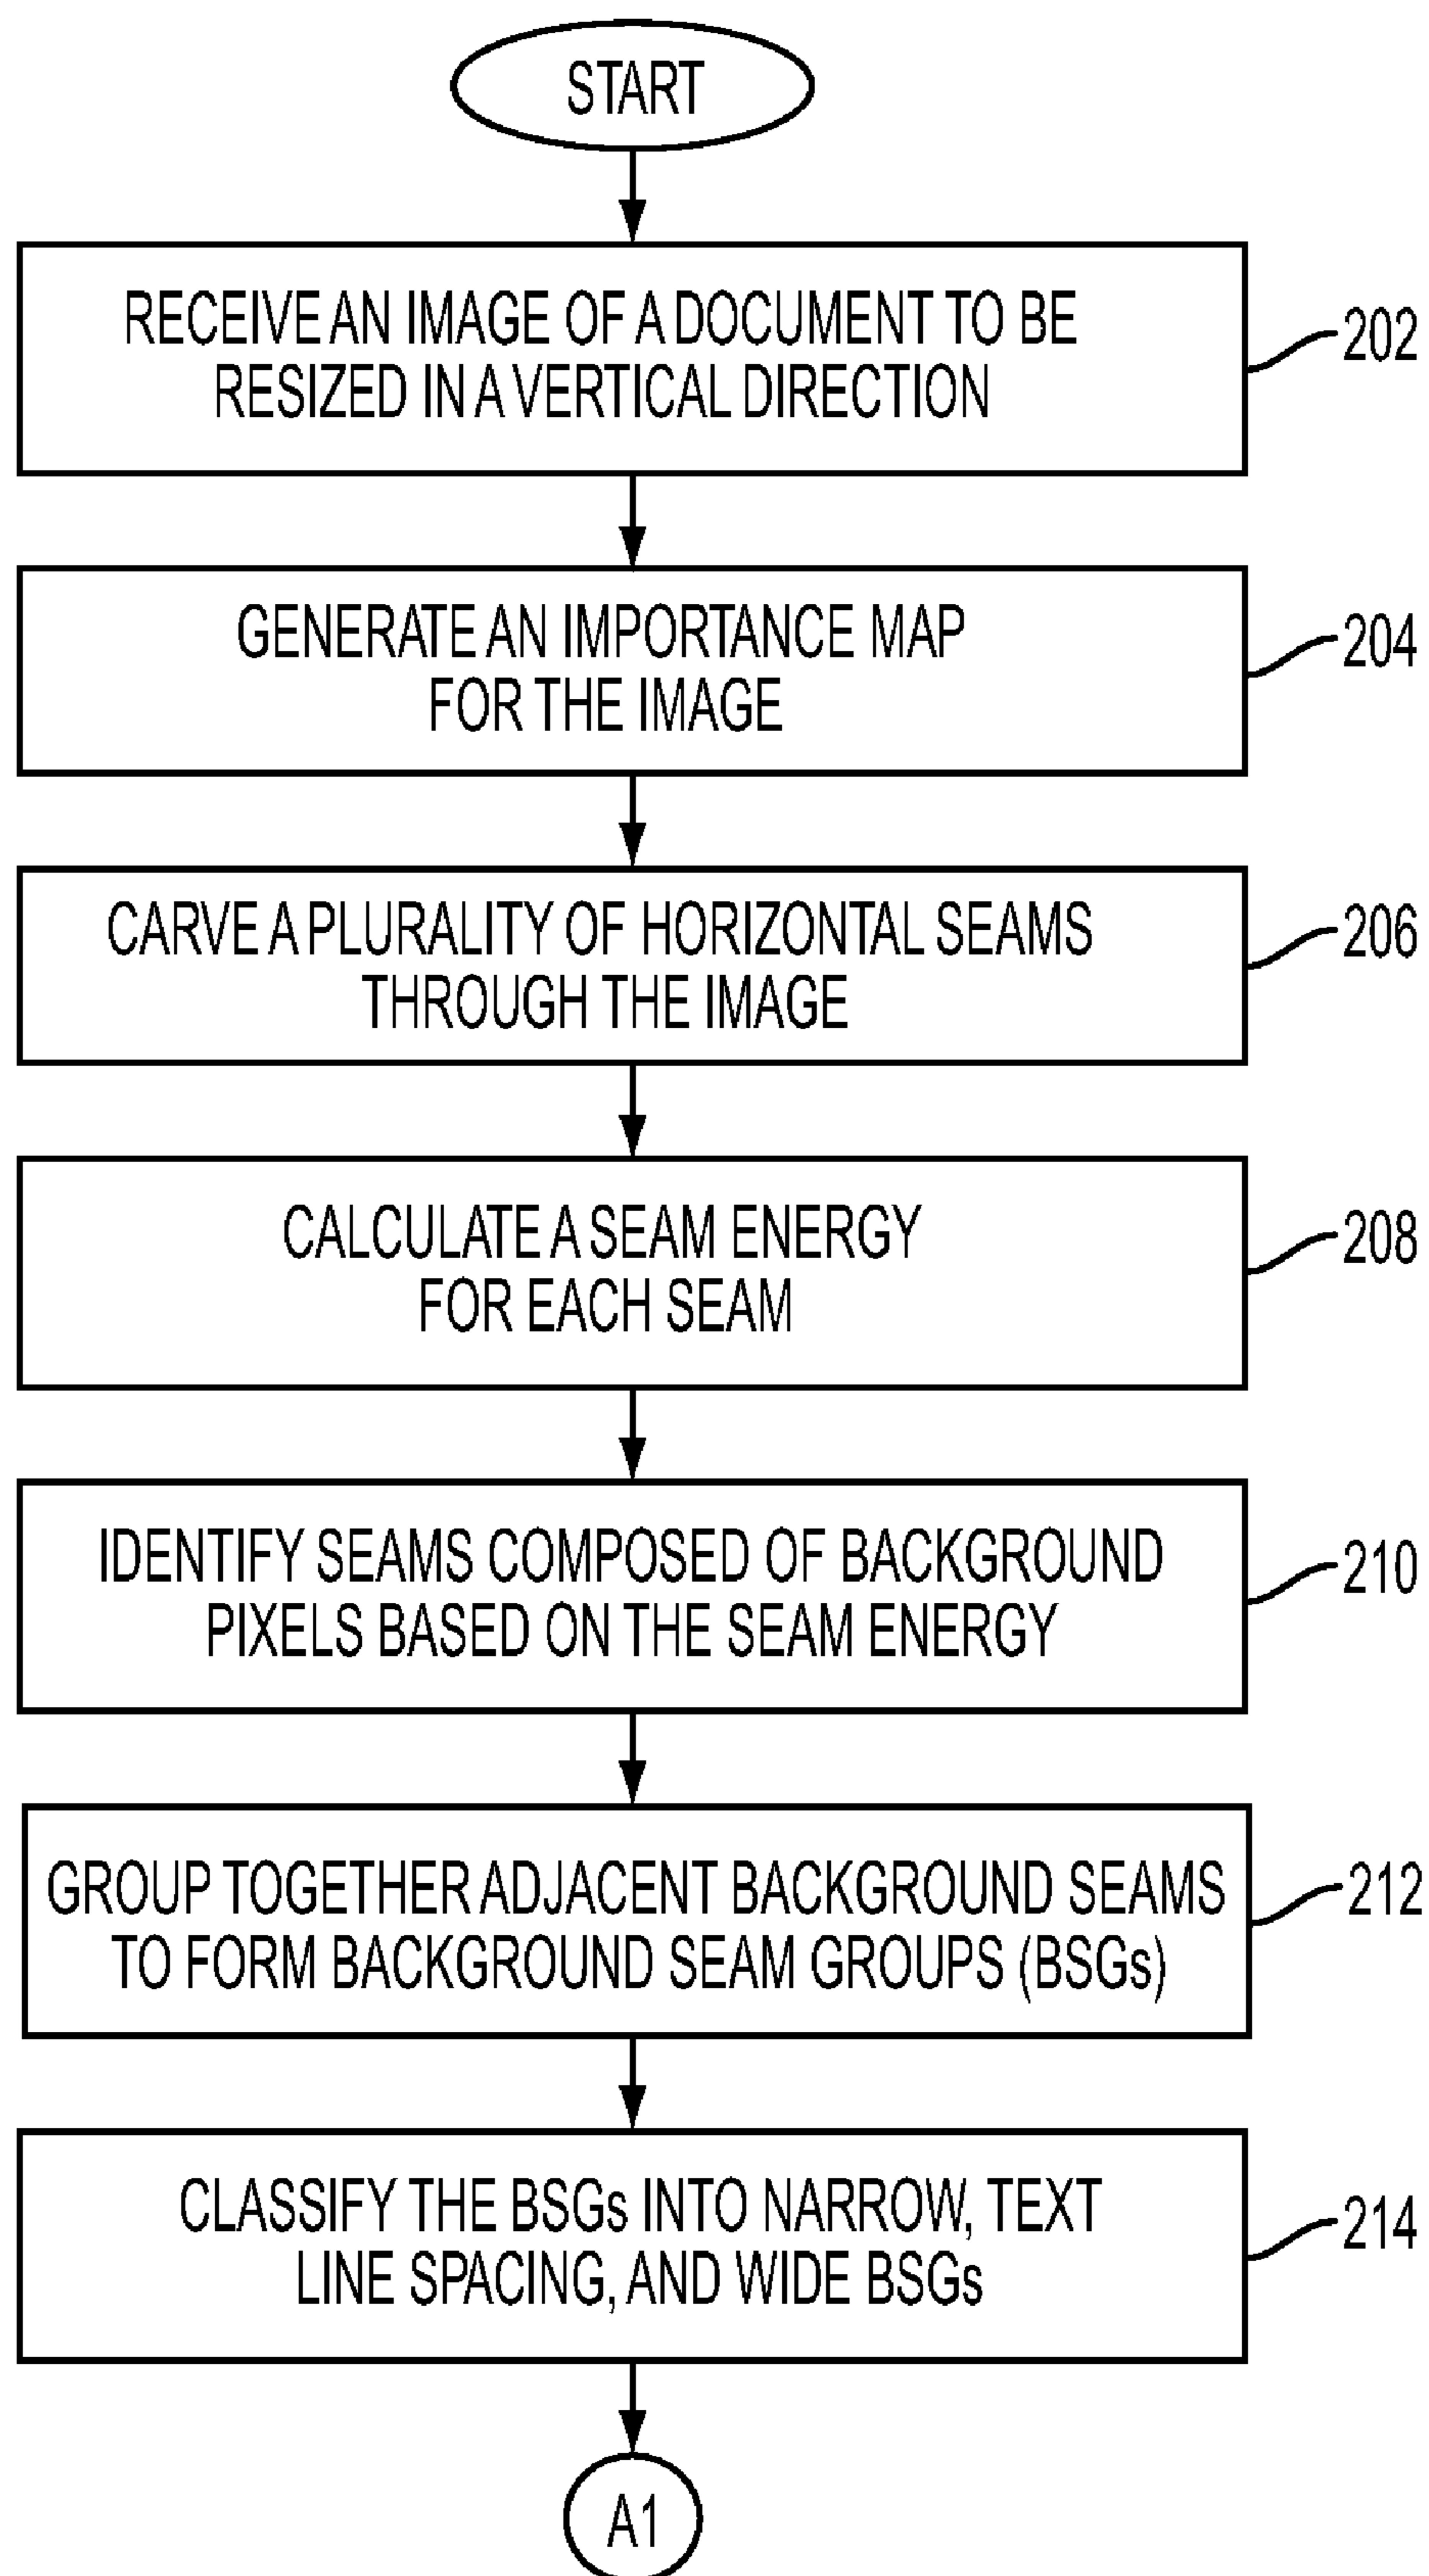 START
RECEIVE AN IMAGE OF A DOCUMENT TO BE
RESIZED IN A VERTICAL DIRECTION
202
GENERATE AN IMPORTANCE MAP
FOR THE IMAGE
204
CARVE A PLURALITY OF HORIZONTAL SEAMS
THROUGH THE IMAGE
206
CALCULATE A SEAM ENERGY
FOR EACH SEAM
208
IDENTIFY SEAMS COMPOSED OF BACKGROUND
PIXELS BASED ON THE SEAM ENERGY
210
GROUP TOGETHER ADJACENT BACKGROUND SEAMS
TO FORM BACKGROUND SEAM GROUPS (BSGs)
212
CLASSIFY THE BSGs INTO NARROW, TEXT
LINE SPACING, AND WIDE BSGs
214
A1